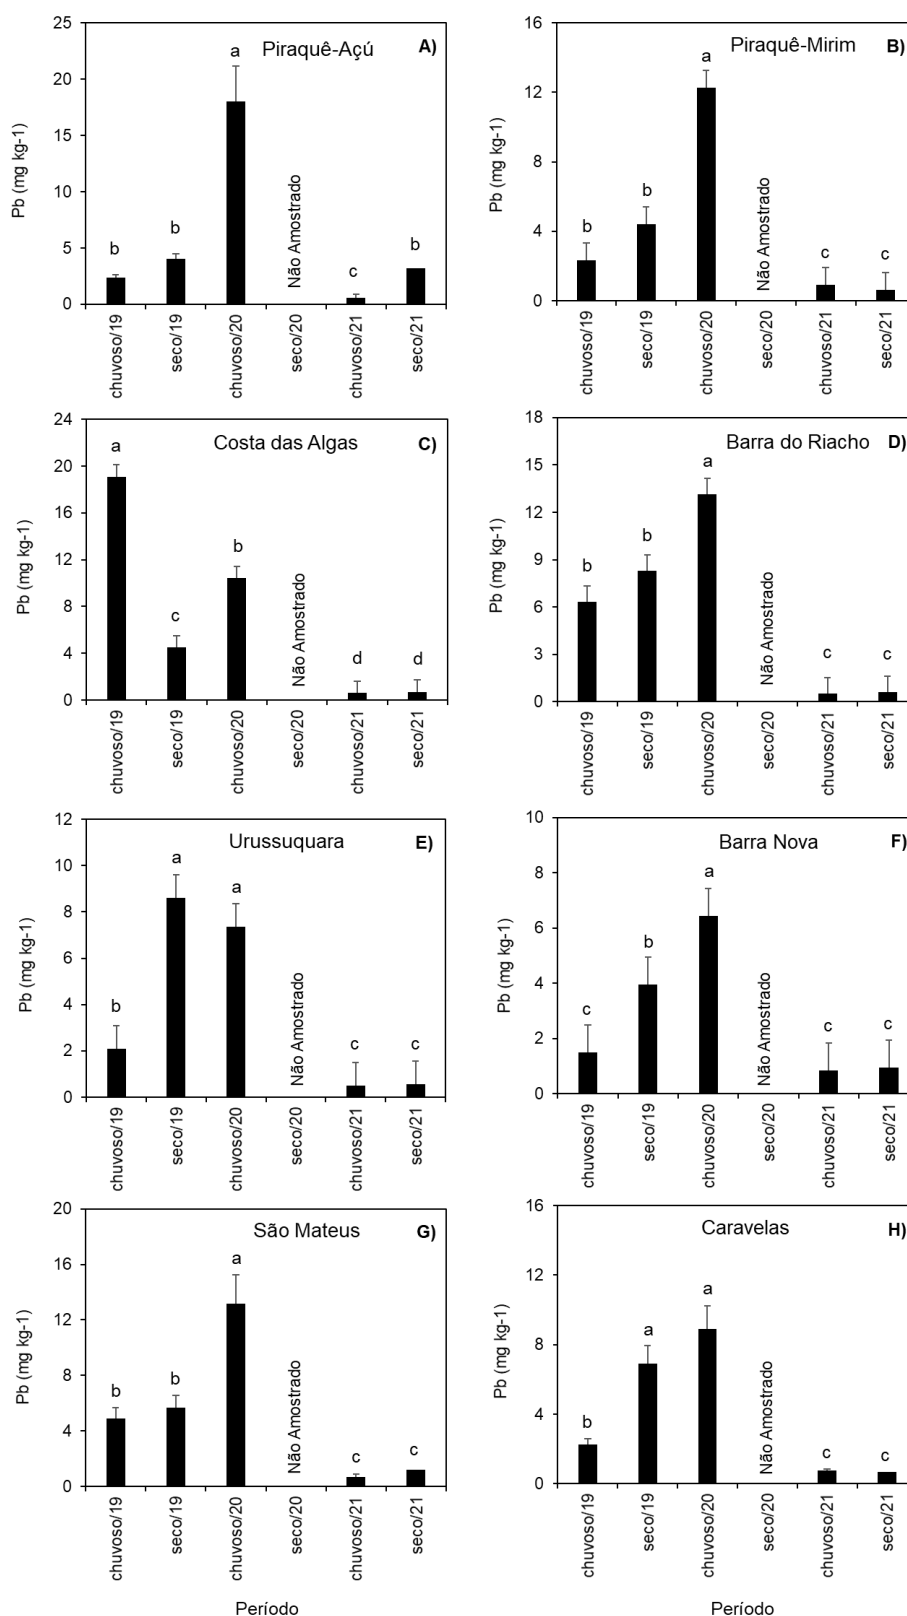 Piraquê-Açú
A)
Pb (mg kg-1)
25
20
15
10
5
0
b
b
a
Não Amostrado
c
b
chuvoso/19
seco/19
chuvoso/20
seco/20
chuvoso/21
seco/21
Piraquê-Mirim
B)
Pb (mg kg-1)
16
12
8
4
0
b
b
a
Não Amostrado
c
c
chuvoso/19
seco/19
chuvoso/20
seco/20
chuvoso/21
seco/21
Costa das Algas
C)
Pb (mg kg-1)
24
20
16
12
8
4
0
a
c
b
Não Amostrado
d
d
chuvoso/19
seco/19
chuvoso/20
seco/20
chuvoso/21
seco/21
Barra do Riacho
D)
Pb (mg kg-1)
18
15
12
9
6
3
0
b
b
a
Não Amostrado
c
c
chuvoso/19
seco/19
chuvoso/20
seco/20
chuvoso/21
seco/21
Urussuquara
E)
Pb (mg kg-1)
12
10
8
6
4
2
0
b
a
a
Não Amostrado
c
c
chuvoso/19
seco/19
chuvoso/20
seco/20
chuvoso/21
seco/21
Barra Nova
F)
Pb (mg kg-1)
10
8
6
4
2
0
c
b
a
Não Amostrado
c
c
chuvoso/19
seco/19
chuvoso/20
seco/20
chuvoso/21
seco/21
São Mateus
G)
Pb (mg kg-1)
20
16
12
8
4
0
b
b
a
Não Amostrado
c
c
chuvoso/19
seco/19
chuvoso/20
seco/20
chuvoso/21
seco/21
Período
Caravelas
H)
Pb (mg kg-1)
16
12
8
4
0
b
a
a
Não Amostrado
c
c
chuvoso/19
seco/19
chuvoso/20
seco/20
chuvoso/21
seco/21
Período